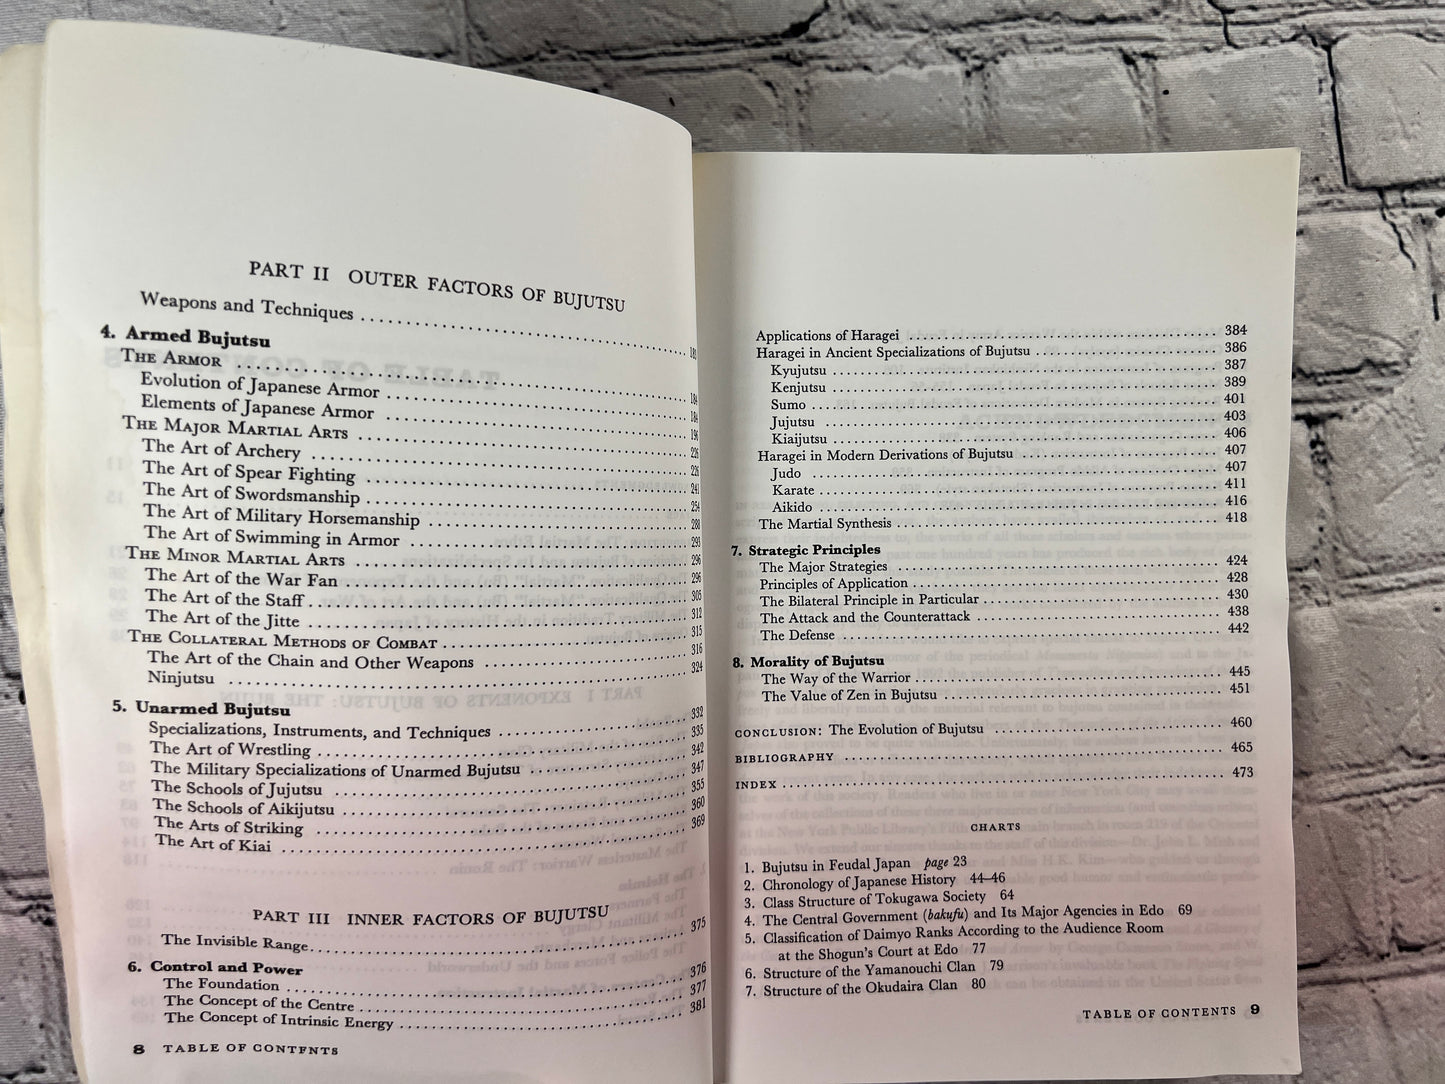 PART II OUTER FACTORS OF BUJUTSU
Weapons and Techniques . . . . . . . . . . 181
4. Armed Bujutsu
THE ARMOR . . . . . . . . . . 184
Evolution of Japanese Armor . . . . . . . . . . 184
Elements of Japanese Armor . . . . . . . . . .
THE MAJOR MARTIAL ARTS . . . . . . . . . . 226
The Art of Archery . . . . . . . . . . 226
The Art of Spear Fighting . . . . . . . . . . 241
The Art of Swordsmanship . . . . . . . . . . 254
The Art of Military Horsemanship . . . . . . . . . . 288
The Art of Swimming in Armor . . . . . . . . . . 293
THE MINOR MARTIAL ARTS . . . . . . . . . . 296
The Art of the War Fan . . . . . . . . . . 296
The Art of the Staff . . . . . . . . . . 305
The Art of the Jitte . . . . . . . . . . 312
THE COLLATERAL METHODS OF COMBAT . . . . . . . . . . 315
The Art of the Chain and Other Weapons . . . . . . . . . . 316
Ninjutsu . . . . . . . . . . 324
5. Unarmed Bujutsu
Specializations, Instruments, and Techniques . . . . . . . . . . 332
The Art of Wrestling . . . . . . . . . . 335
The Military Specializations of Unarmed Bujutsu . . . . . . . . . . 342
The Schools of Jujutsu . . . . . . . . . . 347
The Schools of Aikijutsu . . . . . . . . . . 355
The Arts of Striking . . . . . . . . . . 360
The Art of Kiai . . . . . . . . . . 369
PART III INNER FACTORS OF BUJUTSU
The Invisible Range . . . . . . . . . . 375
6. Control and Power
The Foundation . . . . . . . . . . 376
The Concept of the Centre . . . . . . . . . . 377
The Concept of Intrinsic Energy . . . . . . . . . . 381
8 TABLE OF CONTENTS
Applications of Haragei . . . . . . . . . . 384
Haragei in Ancient Specializations of Bujutsu . . . . . . . . . . 386
Kyujutsu . . . . . . . . . . 387
Kenjutsu . . . . . . . . . . 389
Sumo . . . . . . . . . . 401
Jujutsu . . . . . . . . . . 403
Kiaijutsu . . . . . . . . . . 406
Haragei in Modern Derivations of Bujutsu . . . . . . . . . . 407
Judo . . . . . . . . . . 407
Karate . . . . . . . . . . 411
Aikido . . . . . . . . . . 416
The Martial Synthesis . . . . . . . . . . 418
7. Strategic Principles
The Major Strategies . . . . . . . . . . 424
Principles of Application . . . . . . . . . . 428
The Bilateral Principle in Particular . . . . . . . . . . 430
The Attack and the Counterattack . . . . . . . . . . 438
The Defense . . . . . . . . . . 442
8. Morality of Bujutsu
The Way of the Warrior . . . . . . . . . . 445
The Value of Zen in Bujutsu . . . . . . . . . . 451
CONCLUSION: The Evolution of Bujutsu . . . . . . . . . . 460
BIBLIOGRAPHY . . . . . . . . . . 465
INDEX . . . . . . . . . . 473
CHARTS
1. Bujutsu in Feudal Japan page 23
2. Chronology of Japanese History 44–46
3. Class Structure of Tokugawa Society 64
4. The Central Government (bakufu) and Its Major Agencies in Edo 69
5. Classification of Daimyo Ranks According to the Audience Room
at the Shogun's Court at Edo 77
6. Structure of the Yamanouchi Clan 79
7. Structure of the Okudaira Clan 80
TABLE OF CONTENTS 9